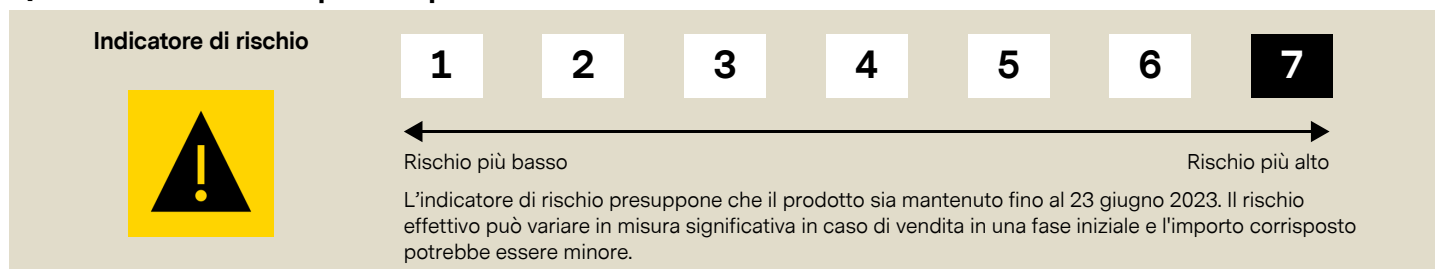 Indicatore di rischio
1 2 3 4 5 6 7
Rischio più basso Rischio più alto
L'indicatore di rischio presuppone che il prodotto sia mantenuto fino al 23 giugno 2023. Il rischio
effettivo può variare in misura significativa in caso di vendita in una fase iniziale e l'importo corrisposto
potrebbe essere minore.